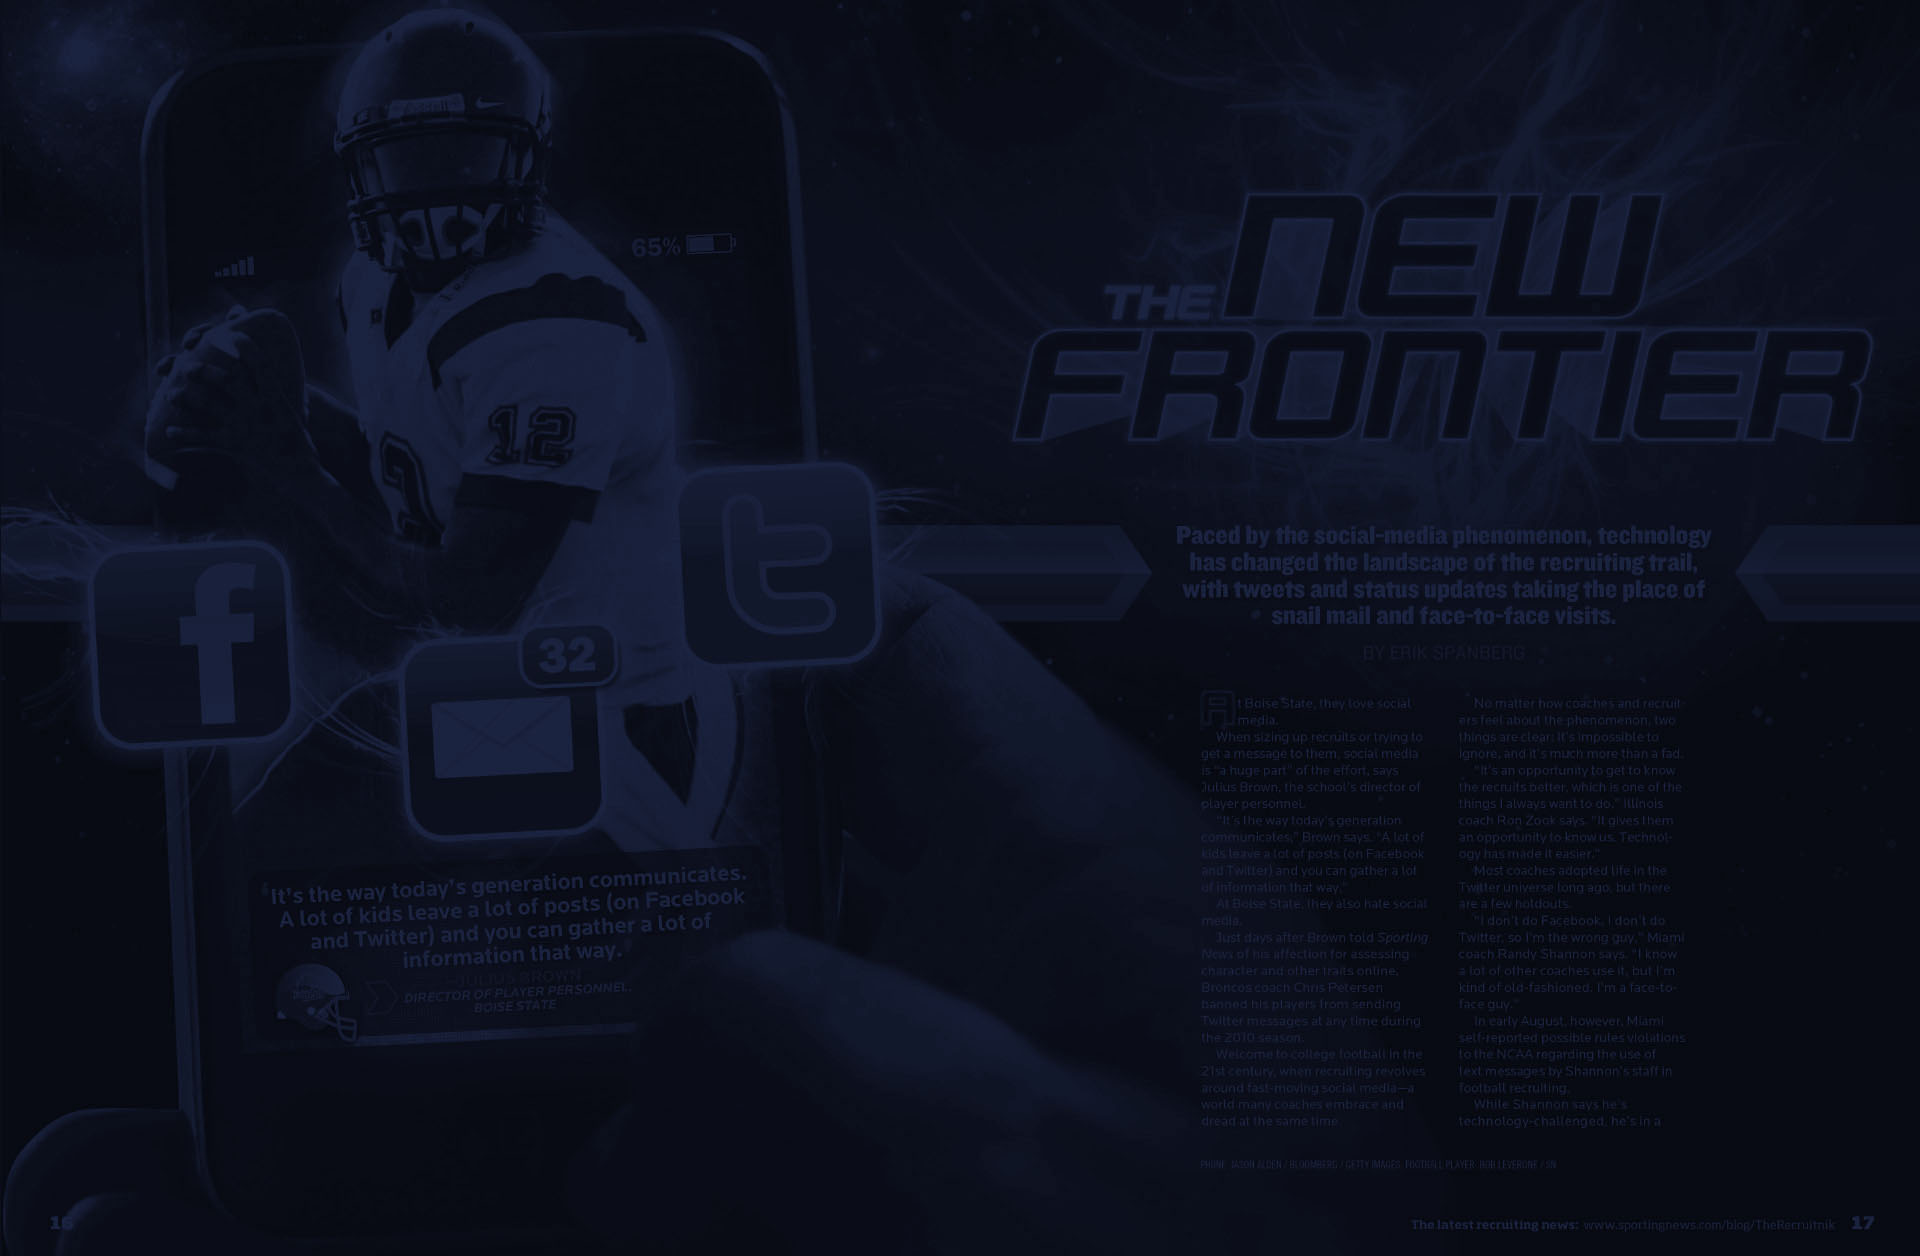 65%
12
32
"It's the way today's generation communicates.
A lot of kids leave a lot of posts (on Facebook
and Twitter) and you can gather a lot of
information that way."
—JULIUS BROWN
DIRECTOR OF PLAYER PERSONNEL,
BOISE STATE
16
THE NEW
FRONTIER
Paced by the social-media phenomenon, technology
has changed the landscape of the recruiting trail,
with tweets and status updates taking the place of
snail mail and face-to-face visits.
BY ERIK SPANBERG
At Boise State, they love social
media.
When sizing up recruits or trying to
get a message to them, social media
is "a huge part" of the effort, says
Julius Brown, the school's director of
player personnel.
"It's the way today's generation
communicates," Brown says. "A lot of
kids leave a lot of posts (on Facebook
and Twitter) and you can gather a lot
of information that way."
At Boise State, they also hate social
media.
Just days after Brown told Sporting
News of his affection for assessing
character and other traits online,
Broncos coach Chris Petersen
banned his players from sending
Twitter messages at any time during
the 2010 season.
Welcome to college football in the
21st century, when recruiting revolves
around fast-moving social media—a
world many coaches embrace and
dread at the same time.
No matter how coaches and recruit-
ers feel about the phenomenon, two
things are clear: It's impossible to
ignore, and it's much more than a fad.
"It's an opportunity to get to know
the recruits better, which is one of the
things I always want to do," Illinois
coach Ron Zook says. "It gives them
an opportunity to know us. Technol-
ogy has made it easier."
Most coaches adopted life in the
Twitter universe long ago, but there
are a few holdouts.
"I don't do Facebook, I don't do
Twitter, so I'm the wrong guy," Miami
coach Randy Shannon says. "I know
a lot of other coaches use it, but I'm
kind of old-fashioned. I'm a face-to-
face guy."
In early August, however, Miami
self-reported possible rules violations
to the NCAA regarding the use of
text messages by Shannon's staff in
football recruiting.
While Shannon says he's
technology-challenged, he's in a
PHONE: JASON ALDEN / BLOOMBERG / GETTY IMAGES; FOOTBALL PLAYER: BOB LEVERONE / SN
The latest recruiting news: www.sportingnews.com/blog/TheRecruitnik 17